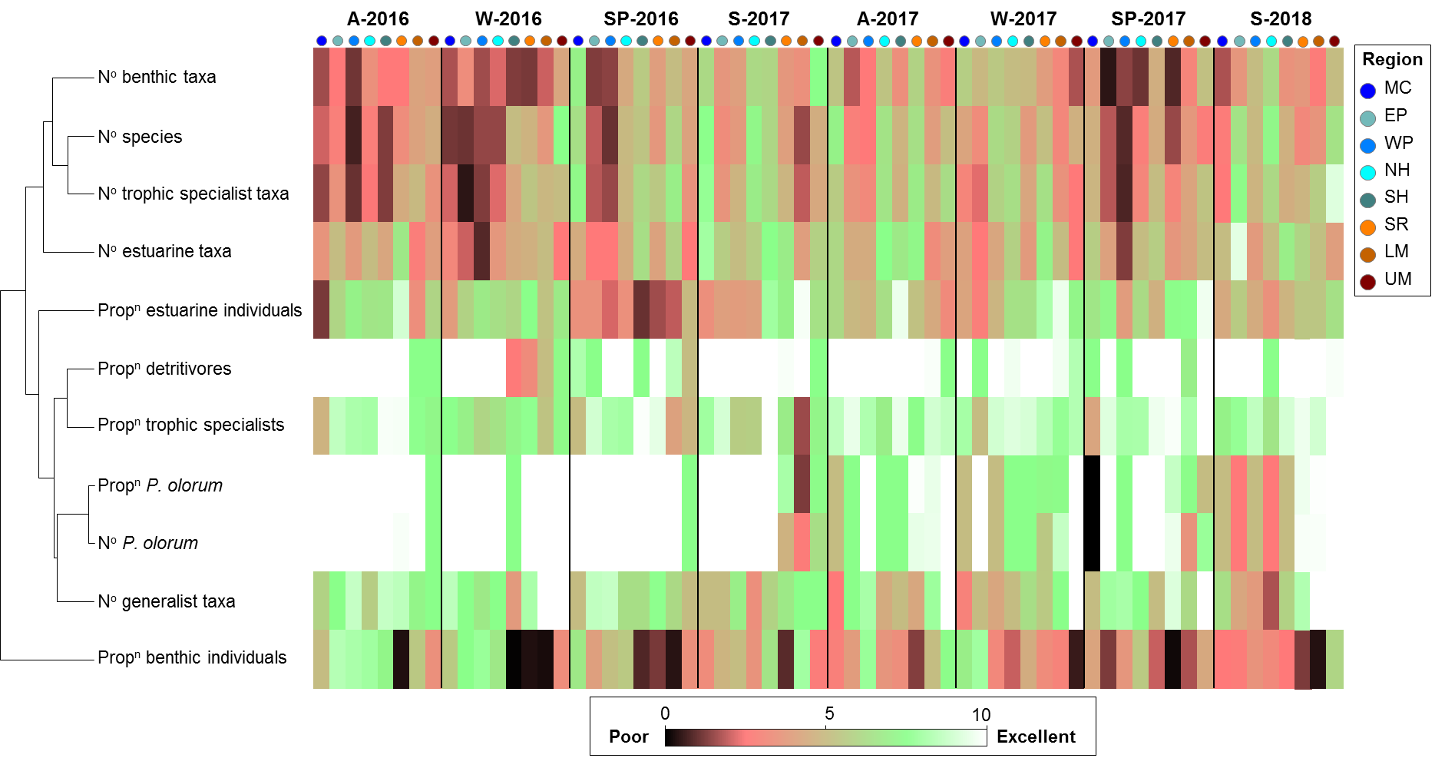 A-2016 W-2016 SP-2016 S-2017 A-2017 W-2017 SP-2017 S-2018
Nº benthic taxa
Nº species
Nº trophic specialist taxa
Nº estuarine taxa
Propⁿ estuarine individuals
Propⁿ detritivores
Propⁿ trophic specialists
Propⁿ P. olorum
Nº P. olorum
Nº generalist taxa
Propⁿ benthic individuals
Region
MC
EP
WP
NH
SH
SR
LM
UM
0 5 10
Poor Excellent